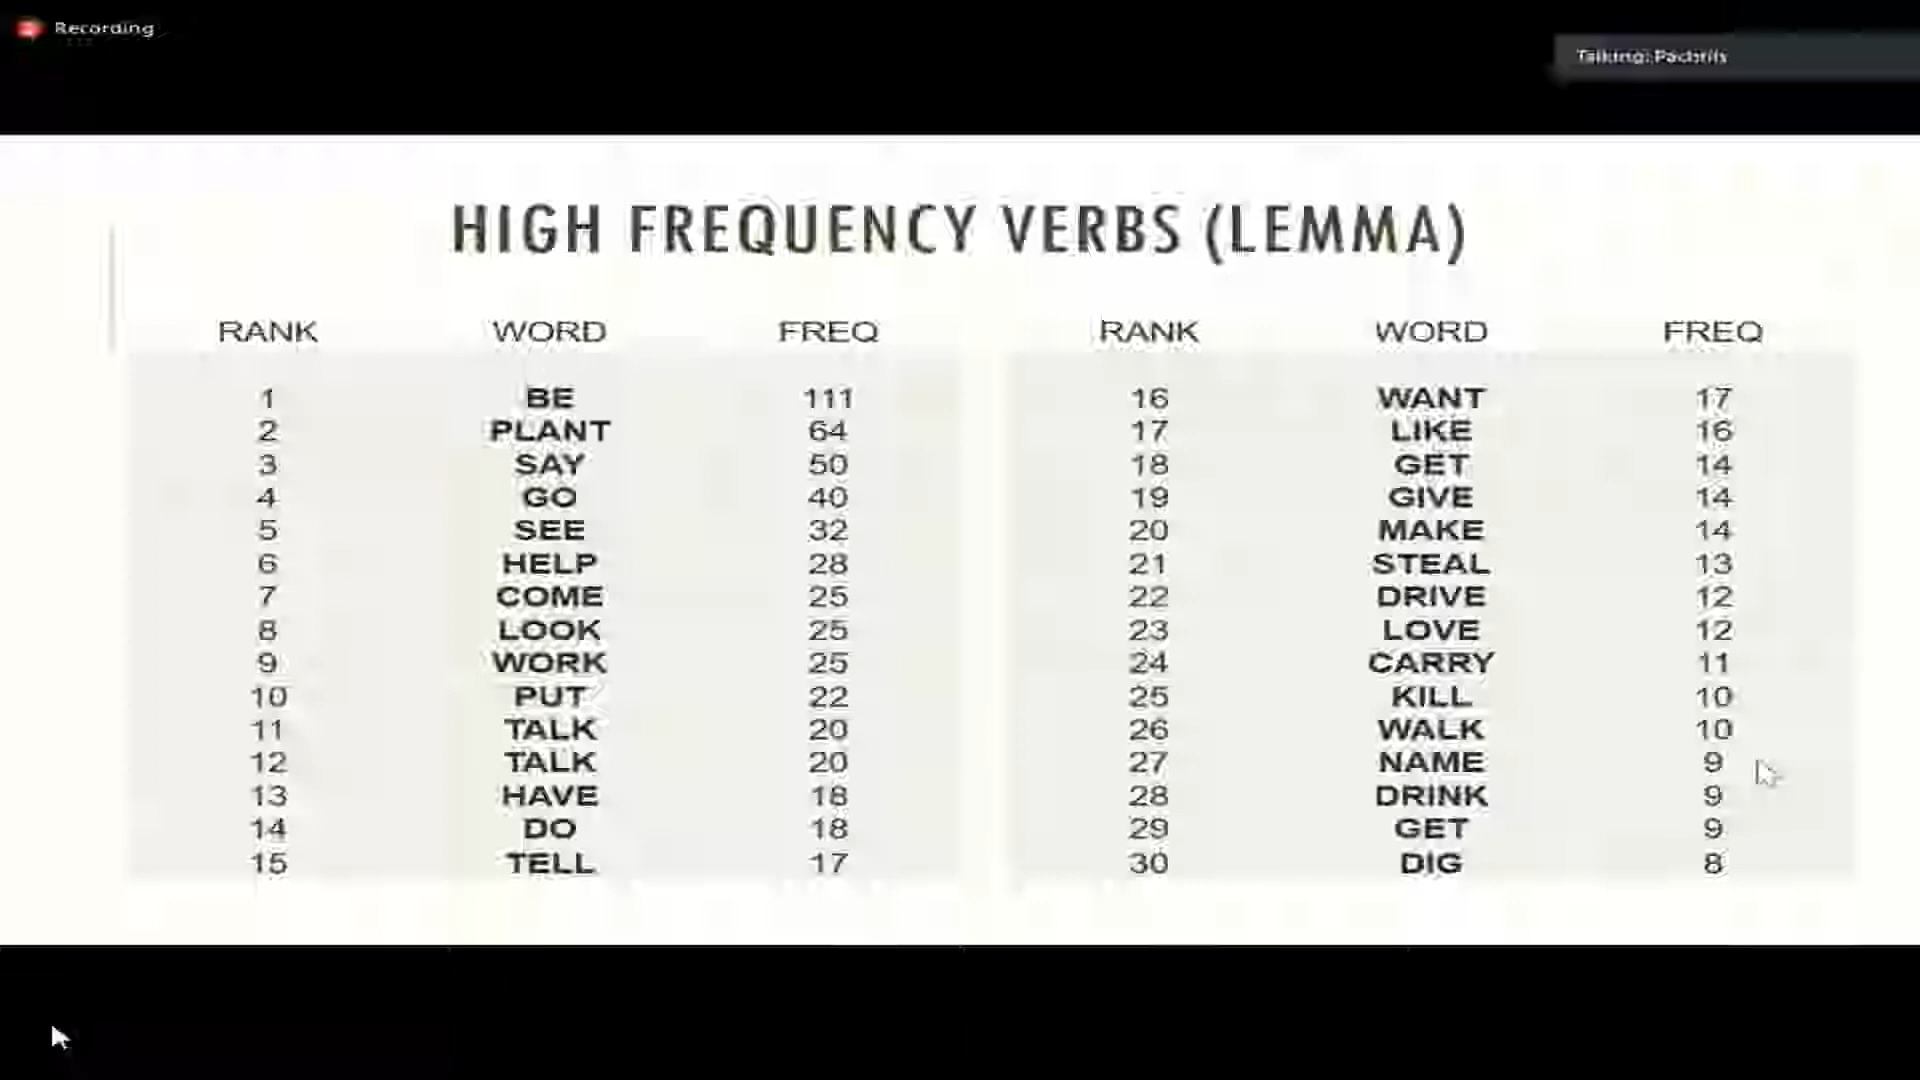 Recording
Talking:
HIGH FREQUENCY VERBS (LEMMA)
RANK WORD FREQ RANK WORD FREQ
1 BE 111 16 WANT 17
2 PLANT 64 17 LIKE 16
3 SAY 50 18 GET 14
4 GO 40 19 GIVE 14
5 SEE 32 20 MAKE 14
6 HELP 28 21 STEAL 13
7 COME 25 22 DRIVE 12
8 LOOK 25 23 LOVE 12
9 WORK 25 24 CARRY 11
10 PUT 22 25 KILL 10
11 TALK 20 26 WALK 10
12 TALK 20 27 NAME 9
13 HAVE 18 28 DRINK 9
14 DO 18 29 GET 9
15 TELL 17 30 DIG 8